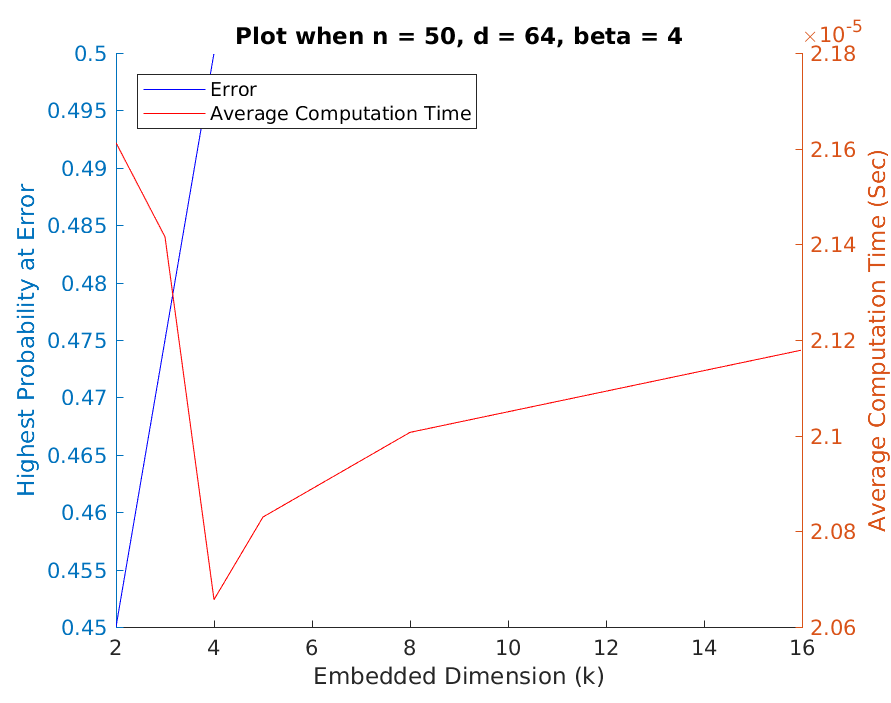 Plot when n = 50, d = 64, beta = 4
×10-5
Error
Average Computation Time
Highest Probability at Error
0.5
0.495
0.49
0.485
0.48
0.475
0.47
0.465
0.46
0.455
0.45
2.18
2.16
2.14
2.12
2.1
2.08
2.06
Average Computation Time (Sec)
2 4 6 8 10 12 14 16
Embedded Dimension (k)